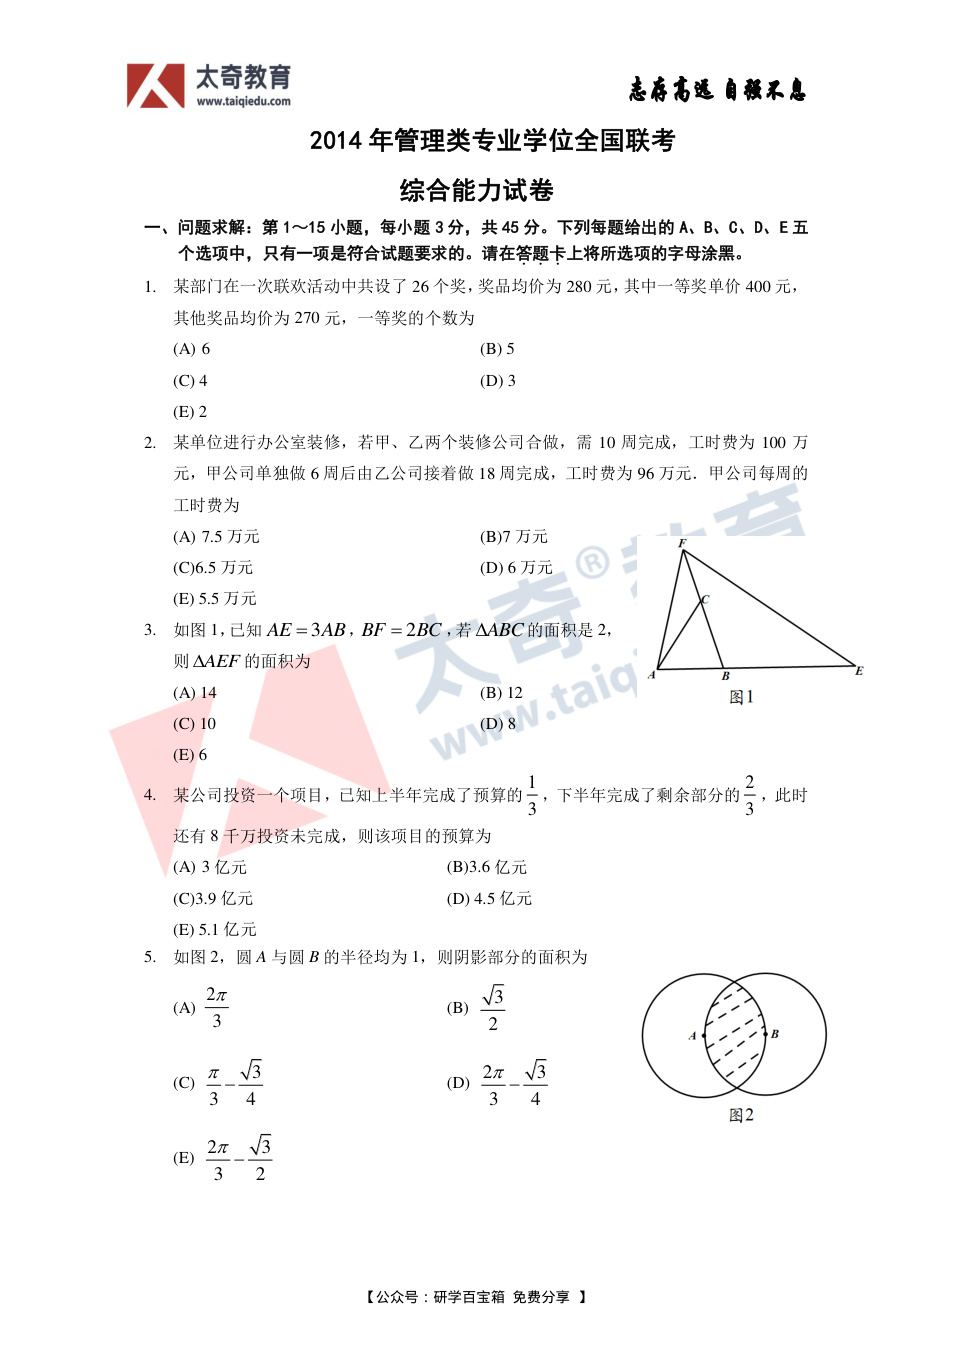 太奇教育
www.taiqiedu.com
志存高远 自强不息
2014 年管理类专业学位全国联考
综合能力试卷
一、问题求解：第 1～15 小题，每小题 3 分，共 45 分。下列每题给出的 A、B、C、D、E 五
个选项中，只有一项是符合试题要求的。请在答题卡上将所选项的字母涂黑。
1. 某部门在一次联欢活动中共设了 26 个奖，奖品均价为 280 元，其中一等奖单价 400 元，
其他奖品均价为 270 元，一等奖的个数为
(A) 6 (B) 5
(C) 4 (D) 3
(E) 2
2. 某单位进行办公室装修，若甲、乙两个装修公司合做，需 10 周完成，工时费为 100 万
元，甲公司单独做 6 周后由乙公司接着做 18 周完成，工时费为 96 万元．甲公司每周的
工时费为
(A) 7.5 万元 (B)7 万元
(C)6.5 万元 (D) 6 万元
(E) 5.5 万元
3. 如图 1，已知 AE = 3AB，BF = 2BC，若 ΔABC 的面积是 2，
则 ΔAEF 的面积为
(A) 14 (B) 12
(C) 10 (D) 8
(E) 6
F
C
A B E
图1
4. 某公司投资一个项目，已知上半年完成了预算的 1/3，下半年完成了剩余部分的 2/3，此时
还有 8 千万投资未完成，则该项目的预算为
(A) 3 亿元 (B)3.6 亿元
(C)3.9 亿元 (D) 4.5 亿元
(E) 5.1 亿元
5. 如图 2，圆 A 与圆 B 的半径均为 1，则阴影部分的面积为
(A) 2π/3 (B) √3/2
(C) π/3 − √3/4 (D) 2π/3 − √3/4
(E) 2π/3 − √3/2
A B
图2
太奇®教育
www.taiq
【公众号：研学百宝箱 免费分享 】